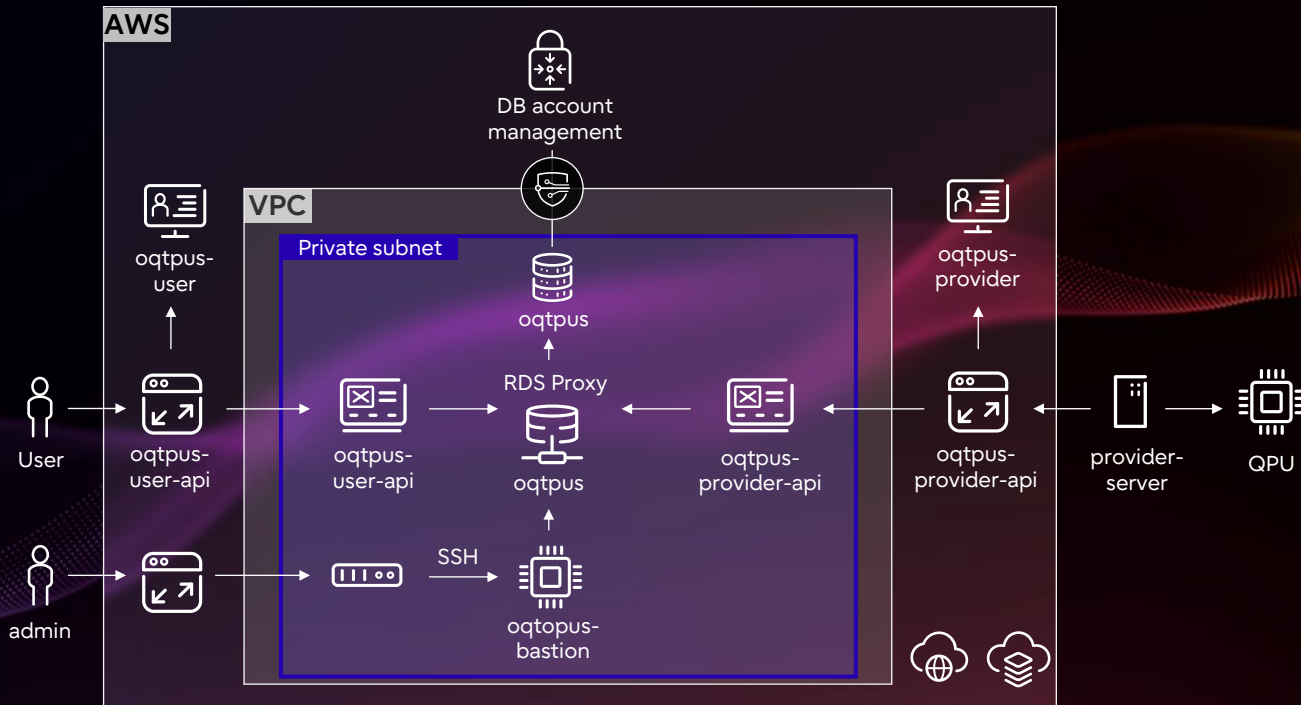 AWS
DB account
management
VPC
Private subnet
oqtpus-
user
oqtpus-
provider
oqtpus
RDS Proxy
User
oqtpus-
user-api
oqtpus-
user-api
oqtpus
oqtpus-
provider-api
oqtpus-
provider-api
provider-
server
QPU
SSH
admin
oqtopus-
bastion